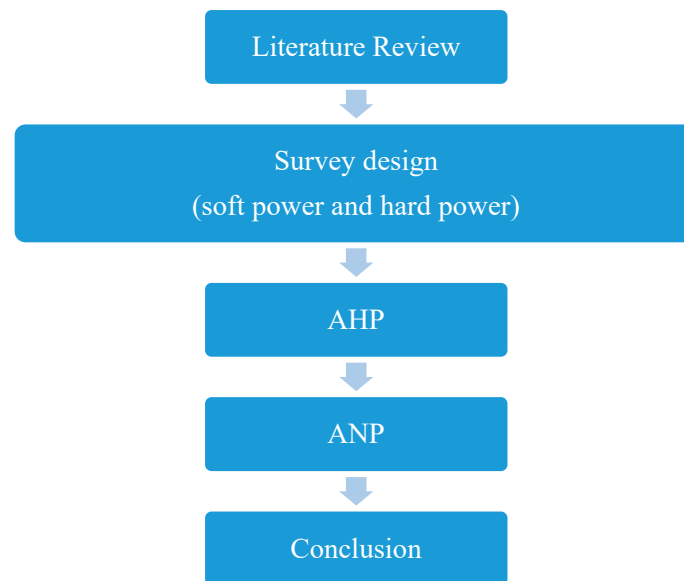 Literature Review
Survey design
(soft power and hard power)
AHP
ANP
Conclusion